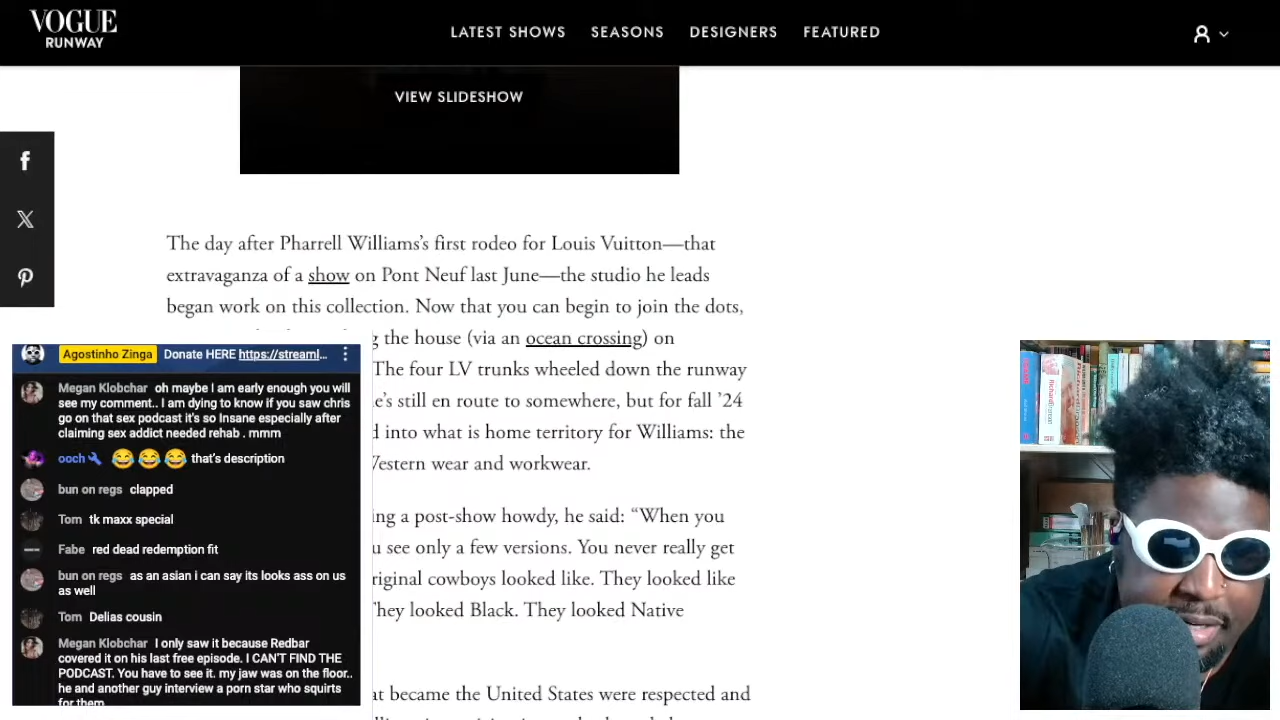 VOGUE
RUNWAY
LATEST SHOWS
SEASONS
DESIGNERS
FEATURED
VIEW SLIDESHOW
The day after Pharrell Williams’s first rodeo for Louis Vuitton—that
extravaganza of a show on Pont Neuf last June—the studio he leads
began work on this collection. Now that you can begin to join the dots,
g the house (via an ocean crossing) on
The four LV trunks wheeled down the runway
e’s still en route to somewhere, but for fall ’24
d into what is home territory for Williams: the
Western wear and workwear.
ing a post-show howdy, he said: “When you
u see only a few versions. You never really get
riginal cowboys looked like. They looked like
They looked Black. They looked Native
at became the United States were respected and
Agostinho Zinga Donate HERE https://streaml...
Megan Klobchar oh maybe I am early enough you will
see my comment.. I am dying to know if you saw chris
go on that sex podcast it's so Insane especially after
claiming sex addict needed rehab . mmm
ooch 😂😂😂 that's description
bun on regs clapped
Tom tk maxx special
Fabe red dead redemption fit
bun on regs as an asian i can say its looks ass on us
as well
Tom Delias cousin
Megan Klobchar I only saw it because Redbar
covered it on his last free episode. I CAN'T FIND THE
PODCAST. You have to see it. my jaw was on the floor..
he and another guy interview a porn star who squirts
for them